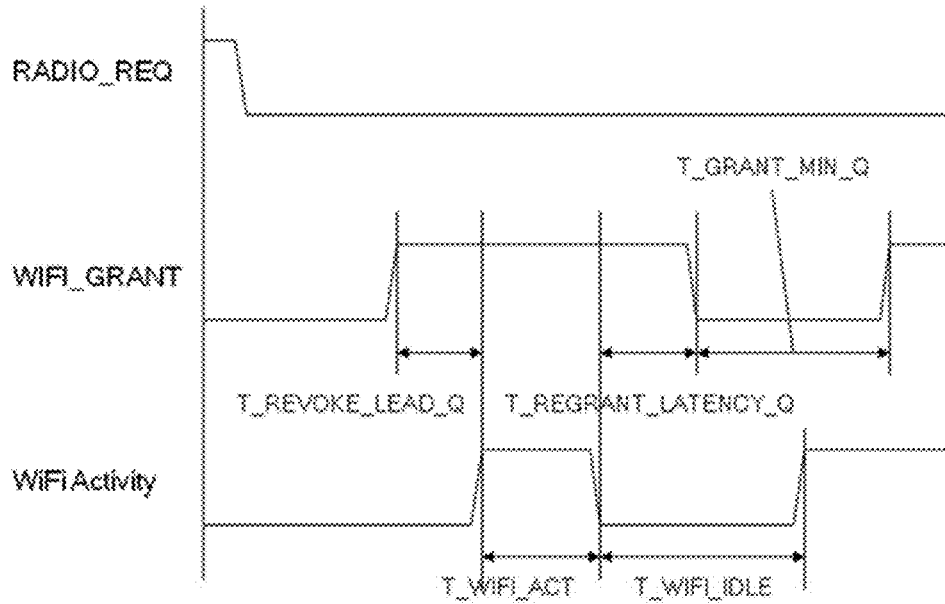 RADIO_REQ
T_GRANT_MIN_Q
WIFI_GRANT
T_REVOKE_LEAD_Q
T_REGRANT_LATENCY_Q
WiFi Activity
T_WIFI_ACT
T_WIFI_IDLE